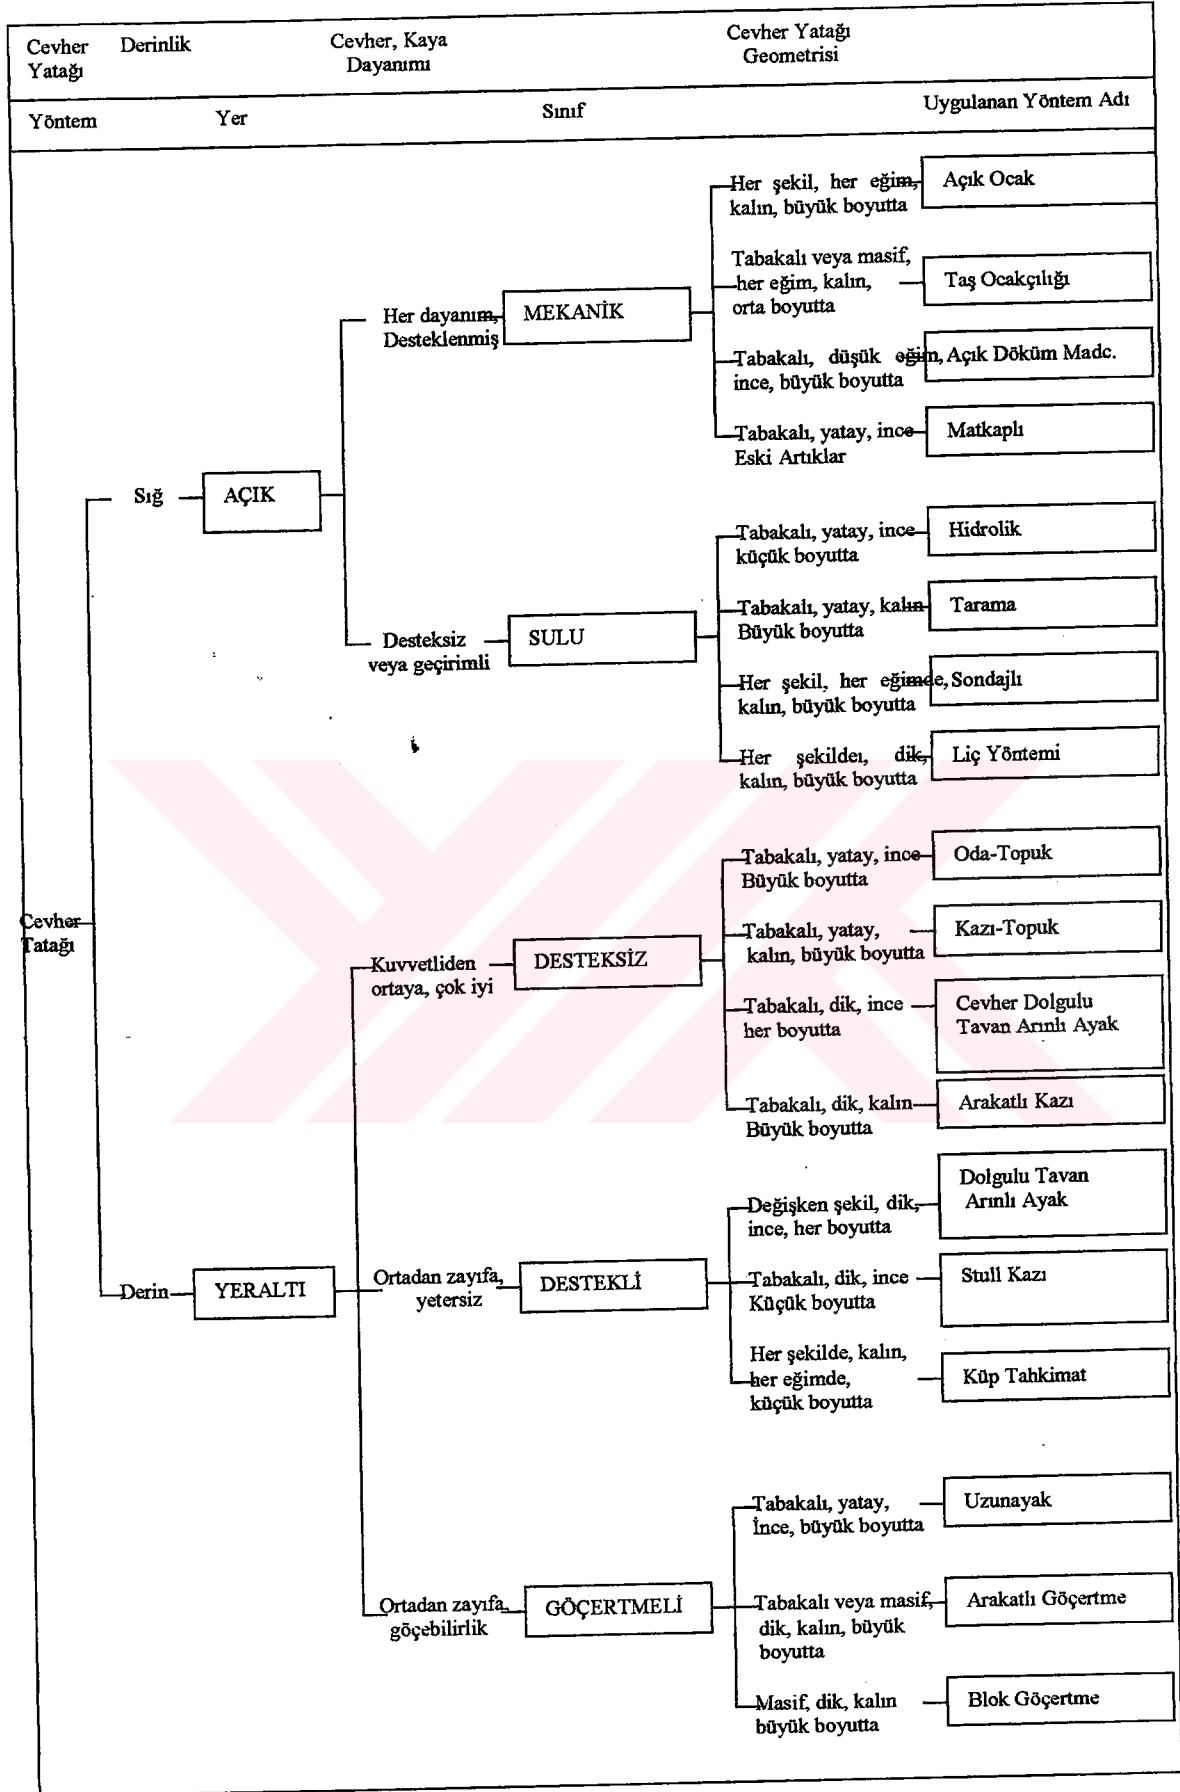 Cevher Yatağı
Derinlik
Cevher, Kaya
Dayanımı
Cevher Yatağı
Geometrisi
Yöntem
Yer
Sınıf
Uygulanan Yöntem Adı
Her şekil, her eğim,
kalın, büyük boyutta
Açık Ocak
Tabakalı veya masif,
her eğim, kalın,
orta boyutta
Taş Ocakçılığı
Her dayanım,
Desteklenmiş
MEKANİK
Tabakalı, düşük eğim,
ince, büyük boyutta
Açık Döküm Madc.
Tabakalı, yatay, ince
Eski Artıklar
Matkaplı
Sığ
AÇIK
Tabakalı, yatay, ince
küçük boyutta
Hidrolik
Tabakalı, yatay, kalın
Büyük boyutta
Tarama
Desteksiz
veya geçirimli
SULU
Her şekil, her eğimde,
kalın, büyük boyutta
Sondajlı
Her şekildeı, dik,
kalın, büyük boyutta
Liç Yöntemi
Cevher
Tatağı
Tabakalı, yatay, ince
Büyük boyutta
Oda-Topuk
Tabakalı, yatay,
kalın, büyük boyutta
Kazı-Topuk
Kuvvetliden
ortaya, çok iyi
DESTEKSİZ
Tabakalı, dik, ince
her boyutta
Cevher Dolgulu
Tavan Arınlı Ayak
Tabakalı, dik, kalın
Büyük boyutta
Arakatlı Kazı
Değişken şekil, dik,
ince, her boyutta
Dolgulu Tavan
Arınlı Ayak
Derin
YERALTI
Ortadan zayıfa,
yetersiz
DESTEKLİ
Tabakalı, dik, ince
Küçük boyutta
Stull Kazı
Her şekilde, kalın,
her eğimde,
küçük boyutta
Küp Tahkimat
Tabakalı, yatay,
İnce, büyük boyutta
Uzunayak
Ortadan zayıfa,
göçebilirlik
GÖÇERTMELİ
Tabakalı veya masif,
dik, kalın, büyük
boyutta
Arakatlı Göçertme
Masif, dik, kalın
büyük boyutta
Blok Göçertme